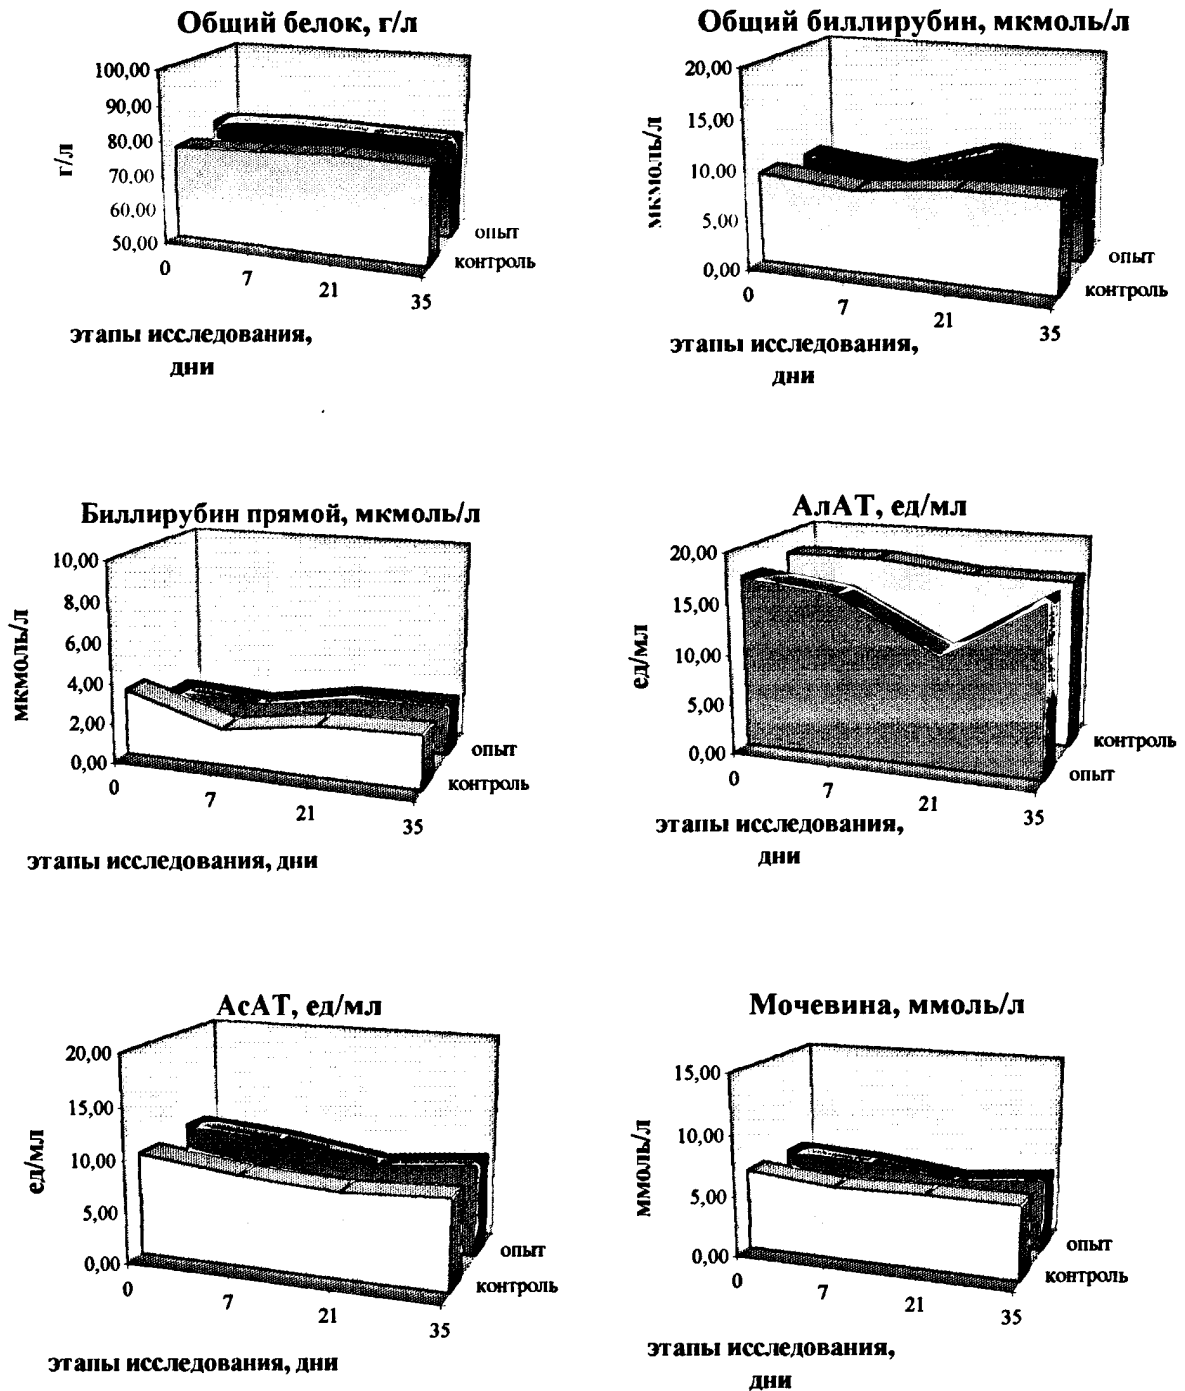 Общий белок, г/л
100,00
90,00
80,00
70,00
60,00
50,00
г/л
0
7
21
35
опыт
контроль
этапы исследования,
дни
Общий биллирубин, мкмоль/л
20,00
15,00
10,00
5,00
0,00
мкмоль/л
0
7
21
35
опыт
контроль
этапы исследования,
дни
Биллирубин прямой, мкмоль/л
10,00
8,00
6,00
4,00
2,00
0,00
мкмоль/л
0
7
21
35
опыт
контроль
этапы исследования, дни
АлАТ, ед/мл
20,00
15,00
10,00
5,00
0,00
ед/мл
0
7
21
35
контроль
опыт
этапы исследования,
дни
АсАТ, ед/мл
20,00
15,00
10,00
5,00
0,00
ед/мл
0
7
21
35
опыт
контроль
этапы исследования, дни
Мочевина, ммоль/л
15,00
10,00
5,00
0,00
ммоль/л
0
7
21
35
опыт
контроль
этапы исследования,
дни